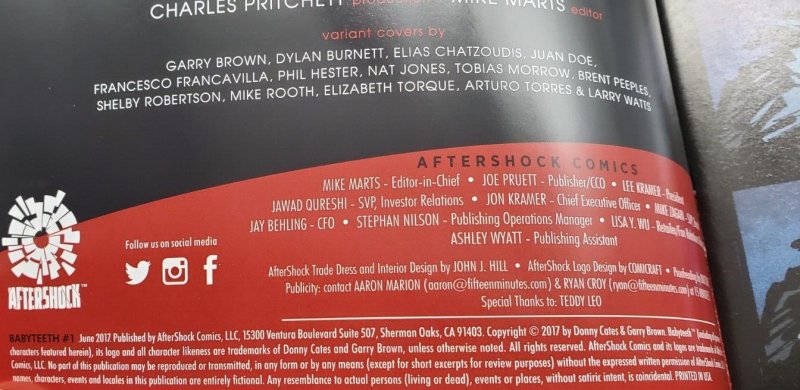 CHARLES PRITCHETT production MIKE MARTS editor
variant covers by
GARRY BROWN, DYLAN BURNETT, ELIAS CHATZOUDIS, JUAN DOE,
FRANCESCO FRANCAVILLA, PHIL HESTER, NAT JONES, TOBIAS MORROW, BRENT PEEPLES,
SHELBY ROBERTSON, MIKE ROOTH, ELIZABETH TORQUE, ARTURO TORRES & LARRY WATTS
AFTERSHOCK COMICS
MIKE MARTS - Editor-in-Chief • JOE PRUETT - Publisher/CCO • LEE KRAMER - President
JAWAD QURESHI - SVP, Investor Relations • JON KRAMER - Chief Executive Officer • MIKE ZAGARI - SVP
JAY BEHLING - CFO • STEPHAN NILSON - Publishing Operations Manager • LISA Y. WU - Retailer/Fan
ASHLEY WYATT - Publishing Assistant
AfterShock Trade Dress and Interior Design by JOHN J. HILL • AfterShock Logo Design by COMICRAFT • Proofreading
Publicity: contact AARON MARION (aaron@fifteenminutes.com) & RYAN CROY (ryan@fifteenminutes.com) at 15
Special Thanks to: TEDDY LEO
Follow us on social media
AFTERSHOCK™
BABYTEETH #1 June 2017. Published by AfterShock Comics, LLC, 15300 Ventura Boulevard Suite 507, Sherman Oaks, CA 91403. Copyright © 2017 by Donny Cates & Garry Brown. Babyteeth™ (including
characters featured herein), its logo and all character likeness are trademarks of Donny Cates and Garry Brown, unless otherwise noted. All rights reserved. AfterShock Comics and its logos are trademarks
No part of this publication may be reproduced or transmitted, in any form or by any means (except for short excerpts for review purposes) without the expressed written permission of AfterShock Comics,
names, characters, events and locales in this publication are entirely fictional. Any resemblance to actual persons (living or dead), events or places, without satiric intent, is coincidental. PRINTED IN USA.